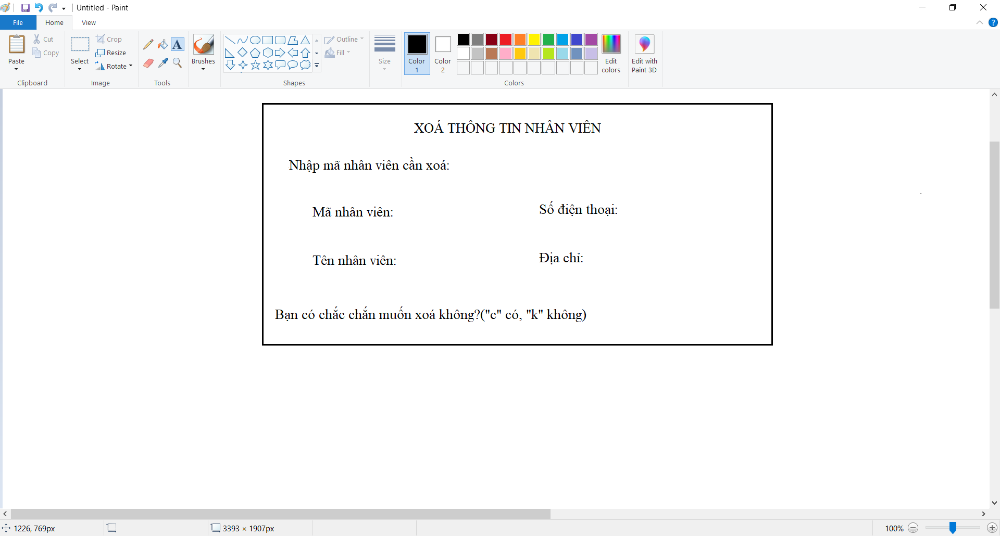 Untitled - Paint
File Home View
Paste Cut Copy Clipboard
Select Crop Resize Rotate Image
A Tools
Brushes
Outline Fill Shapes
Size
Color 1 Color 2 Edit colors Colors
Edit with Paint 3D
XOÁ THÔNG TIN NHÂN VIÊN
Nhập mã nhân viên cần xoá:
Mã nhân viên: Số điện thoại:
Tên nhân viên: Địa chỉ:
Bạn có chắc chắn muốn xoá không?("c" có, "k" không)
1226, 769px 3393 × 1907px 100%